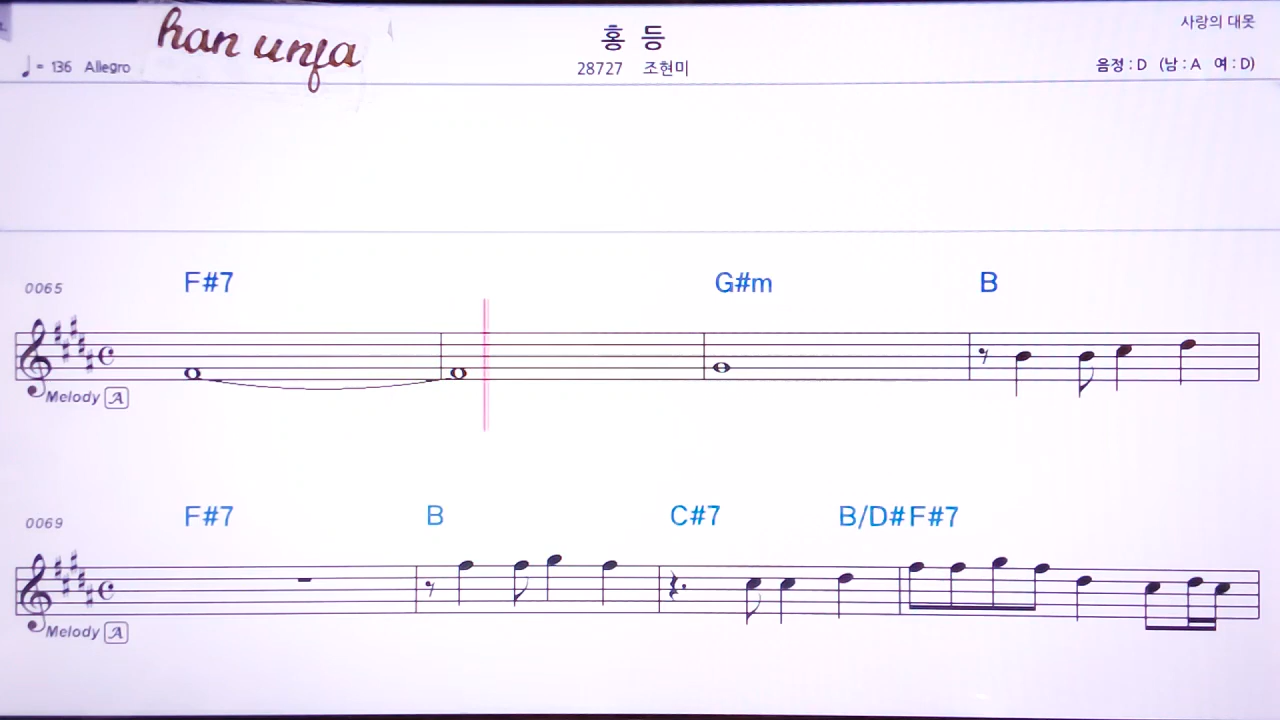 han unfa
홍 등
사랑의 대못
♩ = 136 Allegro
28727 조현미
음정 : D (남 : A 여 : D)
0065 F#7 G#m B
Melody A
0069 F#7 B C#7 B/D# F#7
Melody A